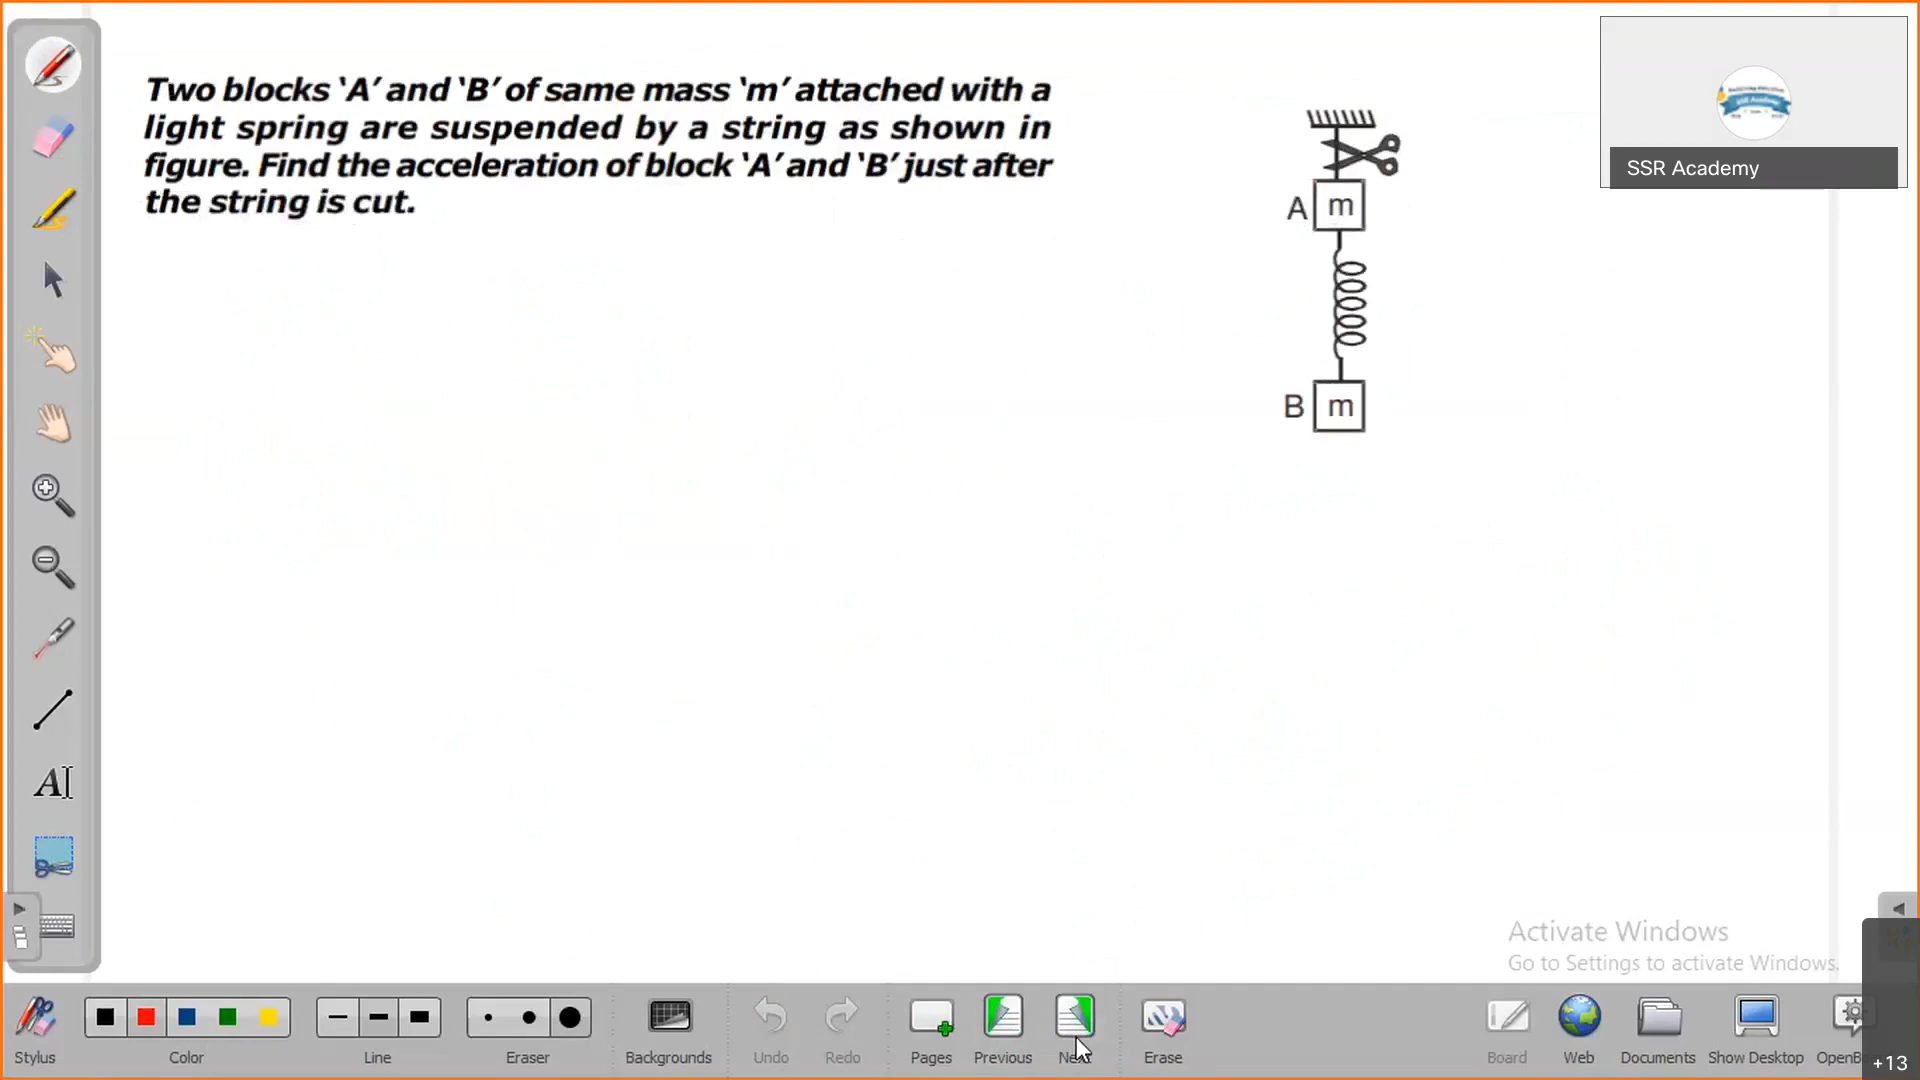 Two blocks ‘A’ and ‘B’ of same mass ‘m’ attached with a
light spring are suspended by a string as shown in
figure. Find the acceleration of block ‘A’ and ‘B’ just after
the string is cut.
A m
B m
SSR Academy
Activate Windows
Go to Settings to activate Windows.
Stylus Color Line Eraser Backgrounds Undo Redo Pages Previous Next Erase Board Web Documents Show Desktop OpenB
+13